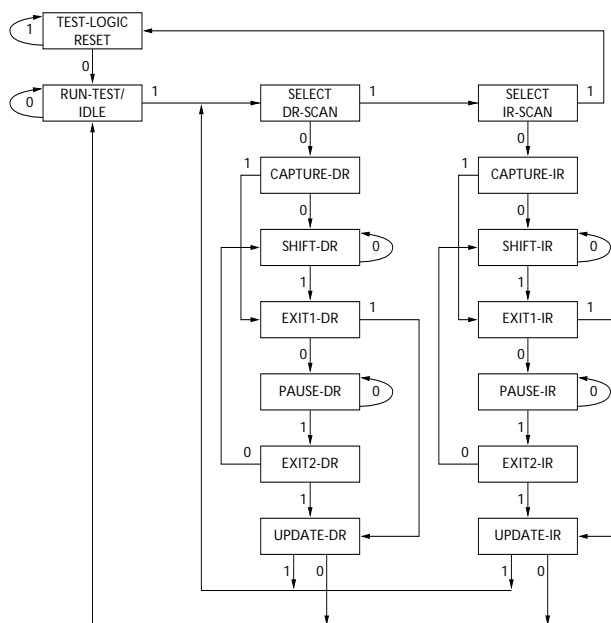 TEST-LOGIC
RESET
1
0
RUN-TEST/
IDLE
0
1
SELECT
DR-SCAN
1
SELECT
IR-SCAN
1
0
0
CAPTURE-DR
1
CAPTURE-IR
1
0
0
SHIFT-DR
0
SHIFT-IR
0
1
1
EXIT1-DR
1
EXIT1-IR
1
0
0
PAUSE-DR
0
PAUSE-IR
0
1
1
0
EXIT2-DR
0
EXIT2-IR
1
1
UPDATE-DR
UPDATE-IR
1
0
1
0